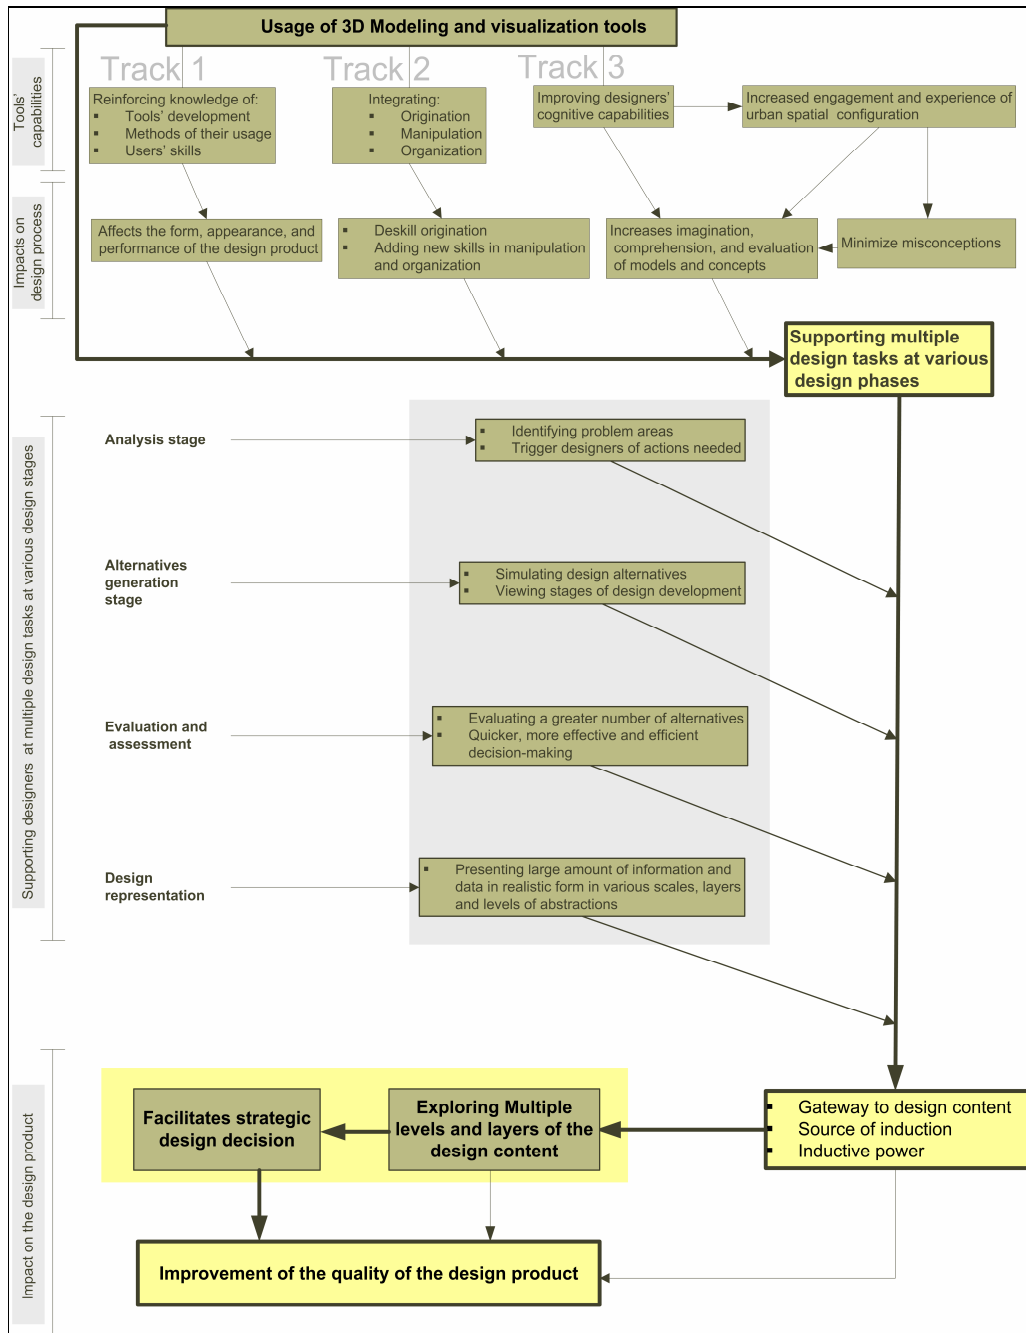 Usage of 3D Modeling and visualization tools
Tools'
capabilities
Track 1
Track 2
Track 3
Reinforcing knowledge of:
▪ Tools' development
▪ Methods of their usage
▪ Users' skills
Integrating:
▪ Origination
▪ Manipulation
▪ Organization
Improving designers'
cognitive capabilities
Increased engagement and experience of
urban spatial configuration
Impacts on
design process
Affects the form, appearance, and
performance of the design product
▪ Deskill origination
▪ Adding new skills in manipulation
and organization
Increases imagination,
comprehension, and evaluation
of models and concepts
Minimize misconceptions
Supporting multiple
design tasks at various
design phases
Supporting designers at multiple design tasks at various design stages
Analysis stage
▪ Identifying problem areas
▪ Trigger designers of actions needed
Alternatives
generation
stage
▪ Simulating design alternatives
▪ Viewing stages of design development
Evaluation and
assessment
▪ Evaluating a greater number of alternatives
▪ Quicker, more effective and efficient
decision-making
Design
representation
▪ Presenting large amount of information and
data in realistic form in various scales, layers
and levels of abstractions
Impact on the design product
Facilitates strategic
design decision
Exploring Multiple
levels and layers of the
design content
▪ Gateway to design content
▪ Source of induction
▪ Inductive power
Improvement of the quality of the design product